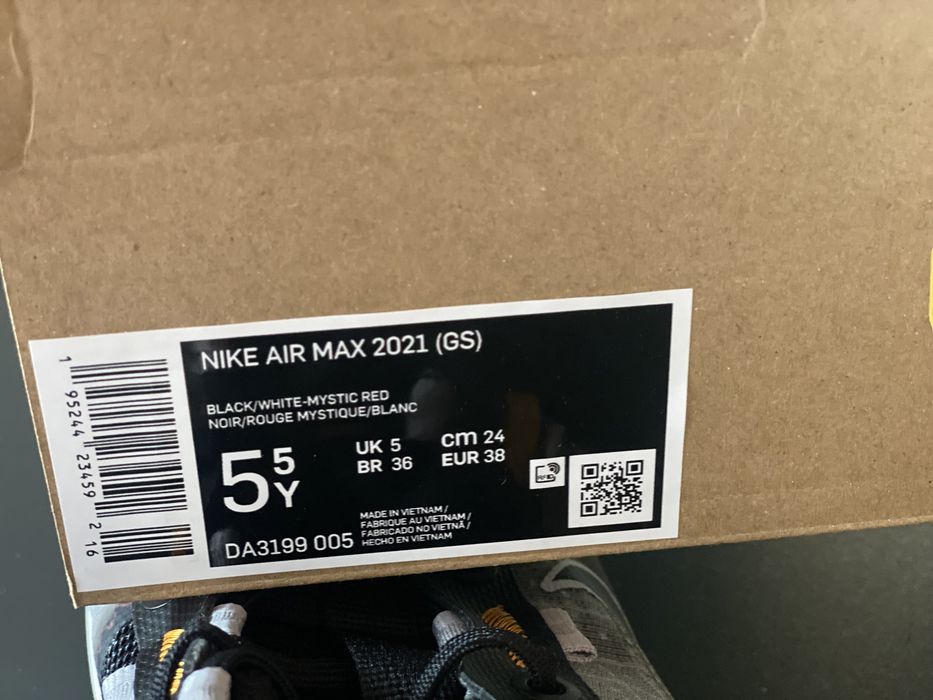 NIKE AIR MAX 2021 (GS)
BLACK/WHITE-MYSTIC RED
NOIR/ROUGE MYSTIQUE/BLANC
5 5 Y
UK 5
BR 36
cm 24
EUR 38
RFID
MADE IN VIETNAM /
FABRIQUE AU VIETNAM /
FABRICADO NO VIETNÃ /
HECHO EN VIETNAM
DA3199 005
1 95244 23459 2 16